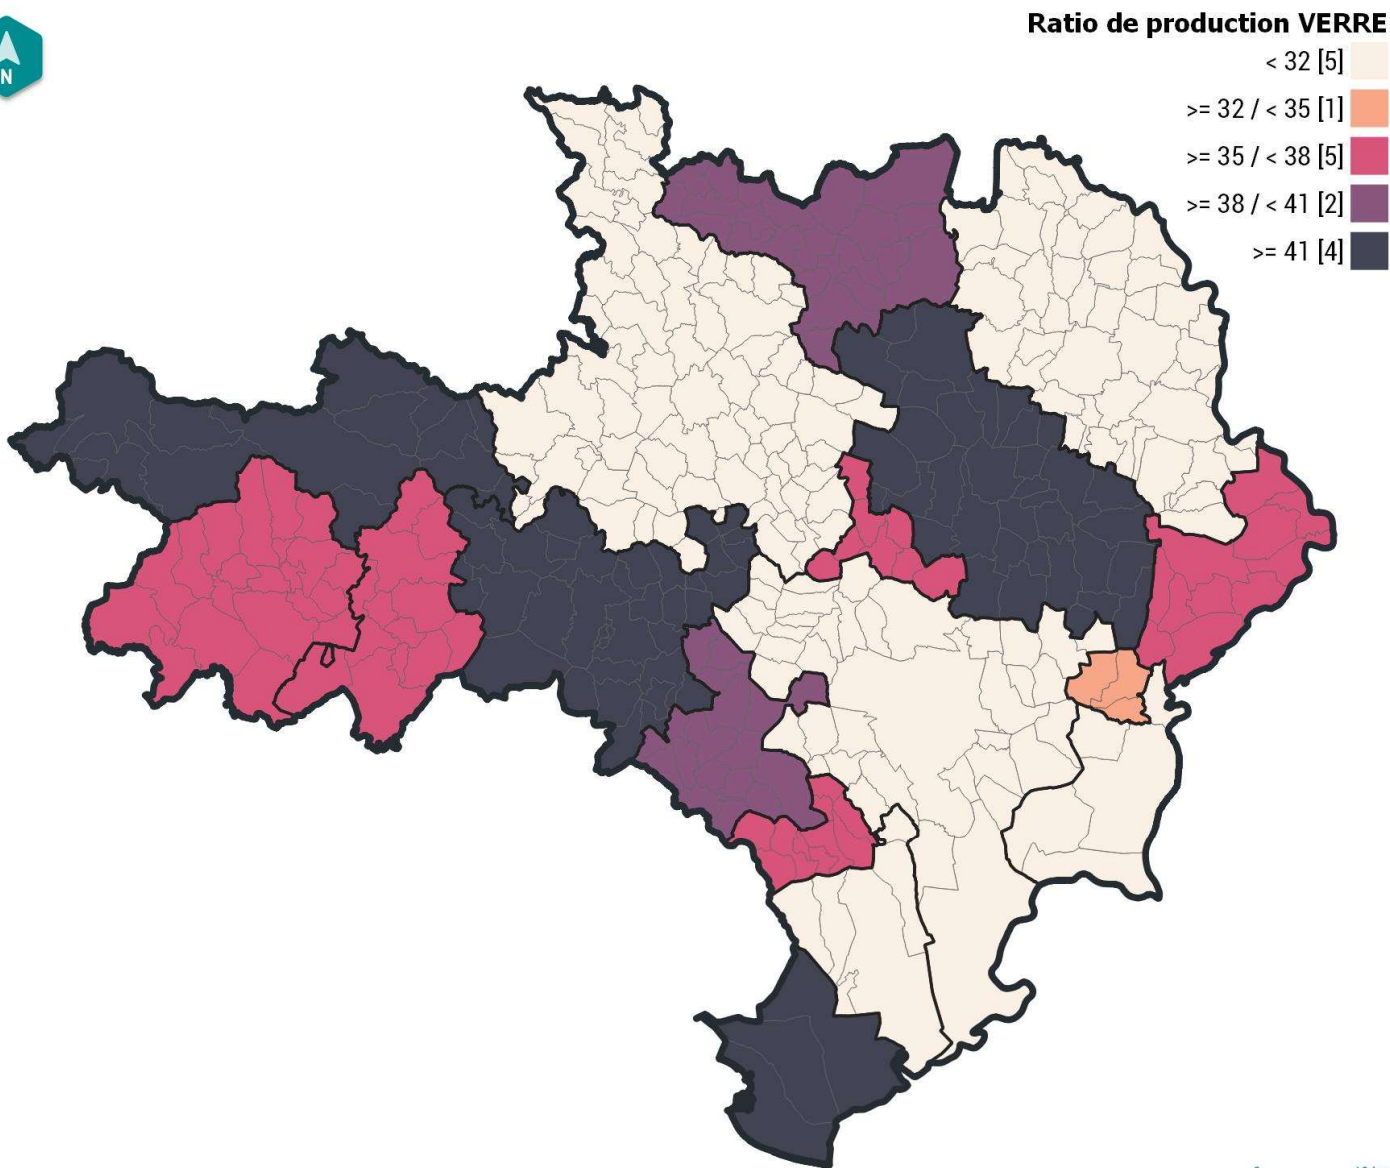 Ratio de production VERRE
< 32 [5]
>= 32 / < 35 [1]
>= 35 / < 38 [5]
>= 38 / < 41 [2]
>= 41 [4]
N